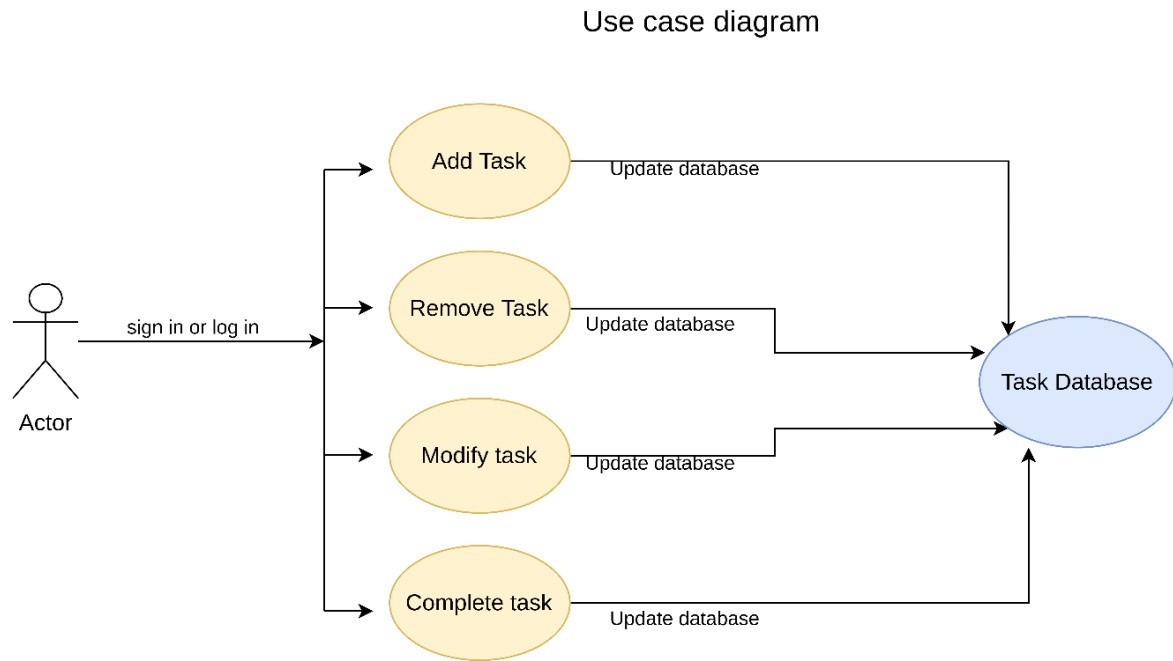 Use case diagram
Add Task
Update database
Remove Task
Update database
sign in or log in
Actor
Task Database
Modify task
Update database
Complete task
Update database